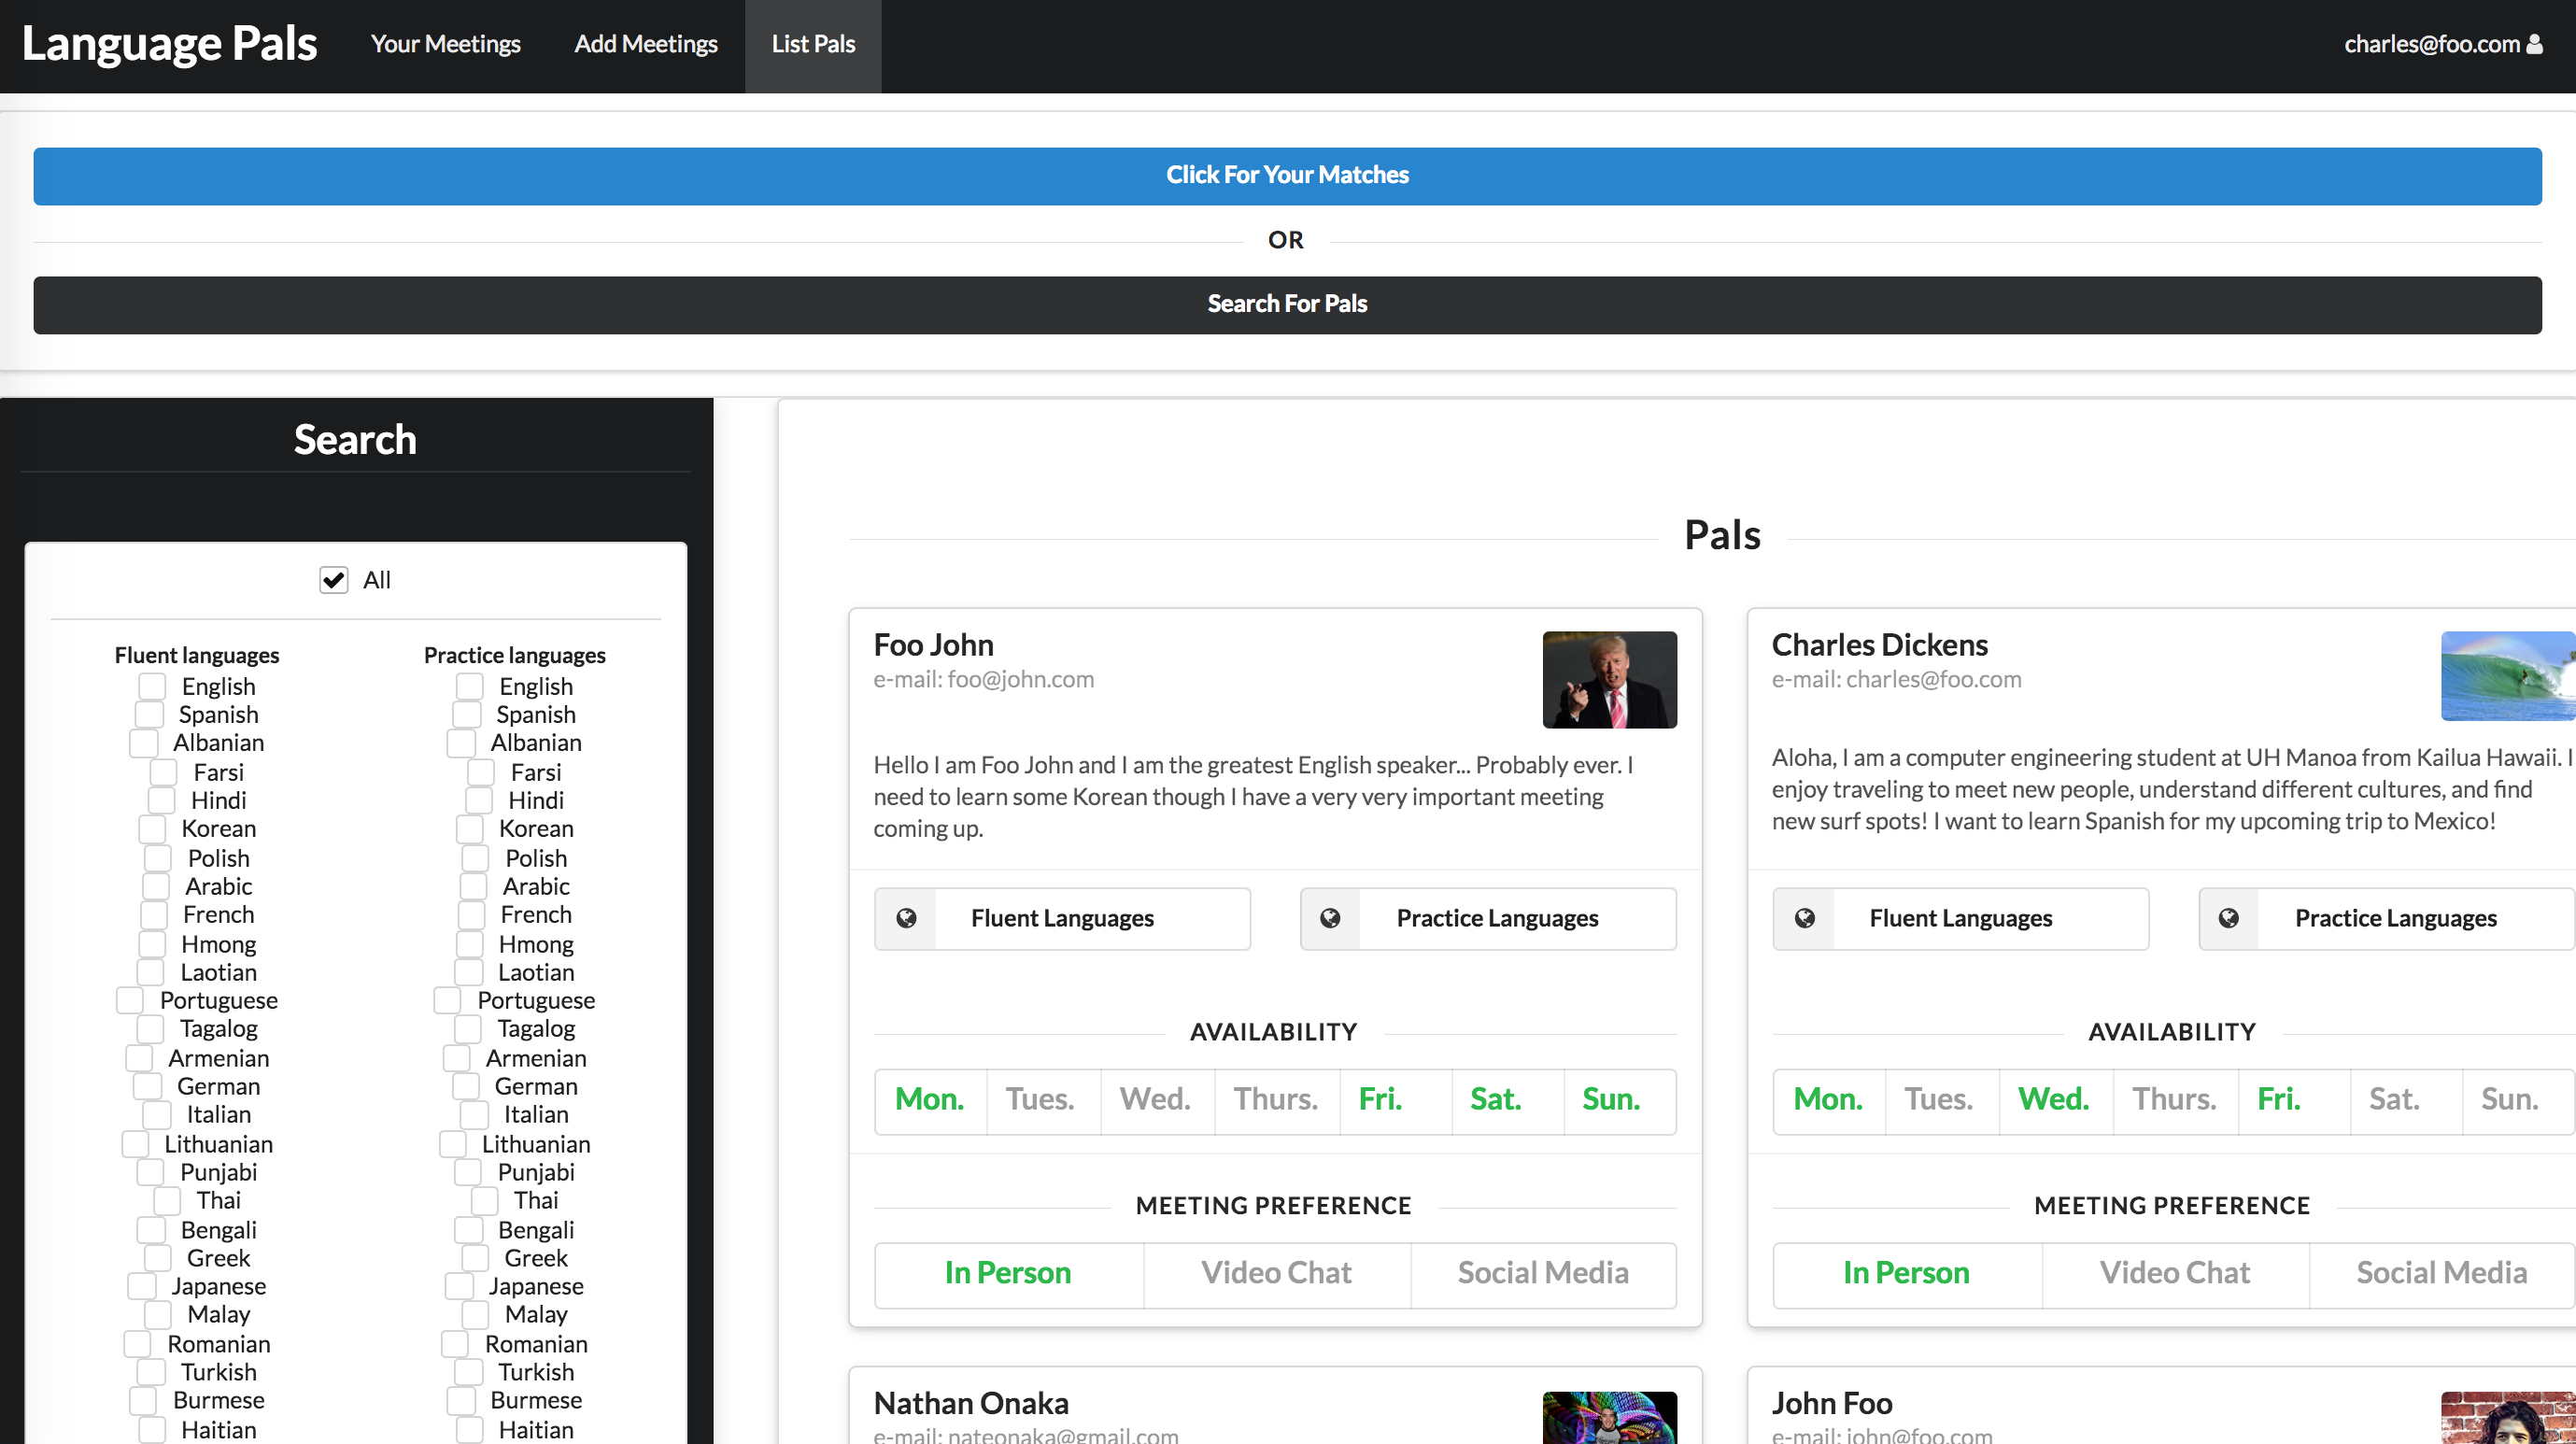 Language Pals
Your Meetings
Add Meetings
List Pals
charles@foo.com
Click For Your Matches
OR
Search For Pals
Search
All
Fluent languages
English
Spanish
Albanian
Farsi
Hindi
Korean
Polish
Arabic
French
Hmong
Laotian
Portuguese
Tagalog
Armenian
German
Italian
Lithuanian
Punjabi
Thai
Bengali
Greek
Japanese
Malay
Romanian
Turkish
Burmese
Haitian
Practice languages
English
Spanish
Albanian
Farsi
Hindi
Korean
Polish
Arabic
French
Hmong
Laotian
Portuguese
Tagalog
Armenian
German
Italian
Lithuanian
Punjabi
Thai
Bengali
Greek
Japanese
Malay
Romanian
Turkish
Burmese
Haitian
Pals
Foo John
e-mail: foo@john.com
Hello I am Foo John and I am the greatest English speaker... Probably ever. I
need to learn some Korean though I have a very very important meeting
coming up.
Fluent Languages
Practice Languages
AVAILABILITY
Mon. Tues. Wed. Thurs. Fri. Sat. Sun.
MEETING PREFERENCE
In Person Video Chat Social Media
Charles Dickens
e-mail: charles@foo.com
Aloha, I am a computer engineering student at UH Manoa from Kailua Hawaii. I
enjoy traveling to meet new people, understand different cultures, and find
new surf spots! I want to learn Spanish for my upcoming trip to Mexico!
Fluent Languages
Practice Languages
AVAILABILITY
Mon. Tues. Wed. Thurs. Fri. Sat. Sun.
MEETING PREFERENCE
In Person Video Chat Social Media
Nathan Onaka
e-mail: nateonaka@gmail.com
John Foo
e-mail: john@foo.com